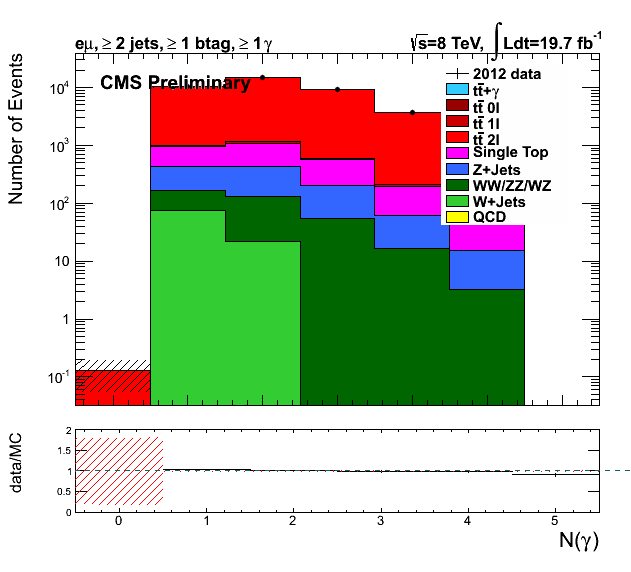 eμ, ≥ 2 jets, ≥ 1 btag, ≥ 1γ
√s=8 TeV, ∫Ldt=19.7 fb⁻¹
Number of Events
CMS Preliminary
10⁴
10³
10²
10
1
10⁻¹
2012 data
tt̄+γ
tt̄ 0l
tt̄ 1l
tt̄ 2l
Single Top
Z+Jets
WW/ZZ/WZ
W+Jets
QCD
data/MC
2
1.5
1
0.5
0
0 1 2 3 4 5
N(γ)